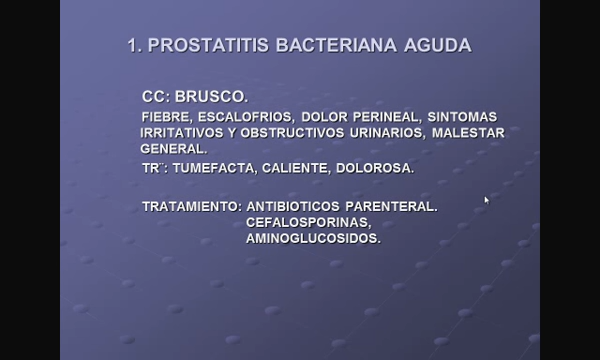 1. PROSTATITIS BACTERIANA AGUDA
CC: BRUSCO.
FIEBRE, ESCALOFRIOS, DOLOR PERINEAL, SINTOMAS
IRRITATIVOS Y OBSTRUCTIVOS URINARIOS, MALESTAR
GENERAL.
TR¨: TUMEFACTA, CALIENTE, DOLOROSA.
TRATAMIENTO: ANTIBIOTICOS PARENTERAL.
CEFALOSPORINAS,
AMINOGLUCOSIDOS.